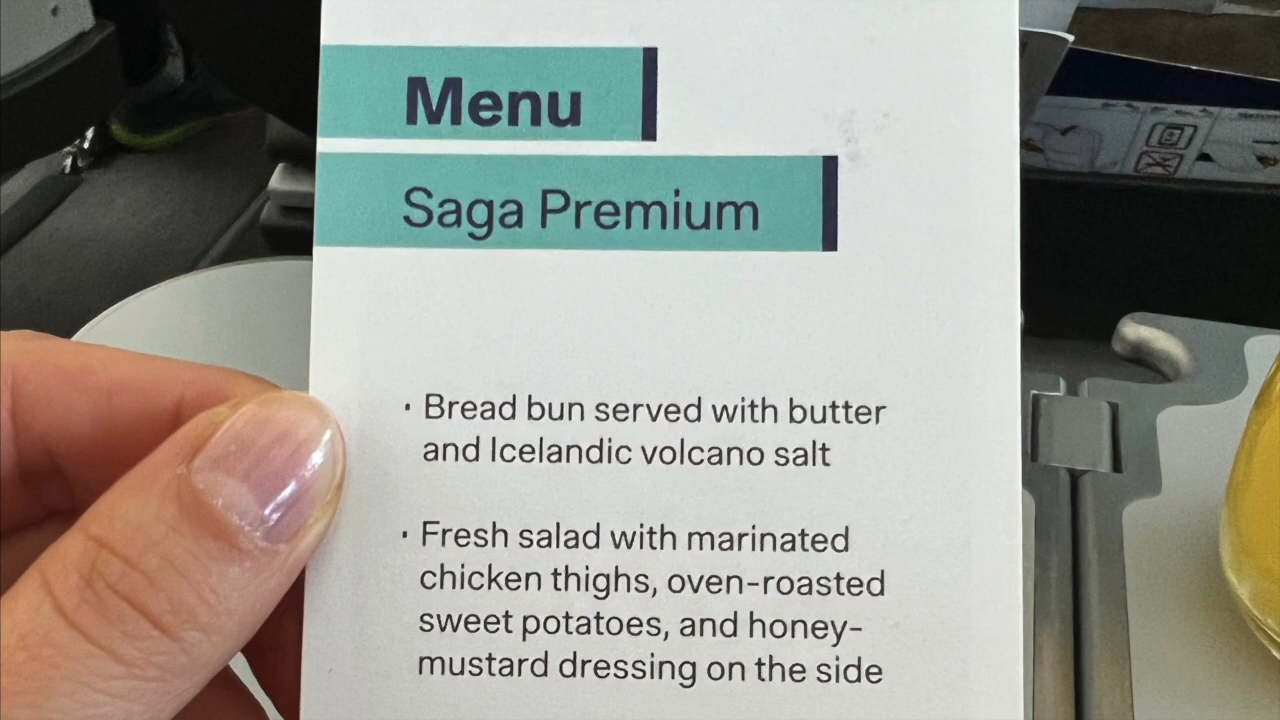 Menu
Saga Premium
· Bread bun served with butter
and Icelandic volcano salt
· Fresh salad with marinated
chicken thighs, oven-roasted
sweet potatoes, and honey-
mustard dressing on the side